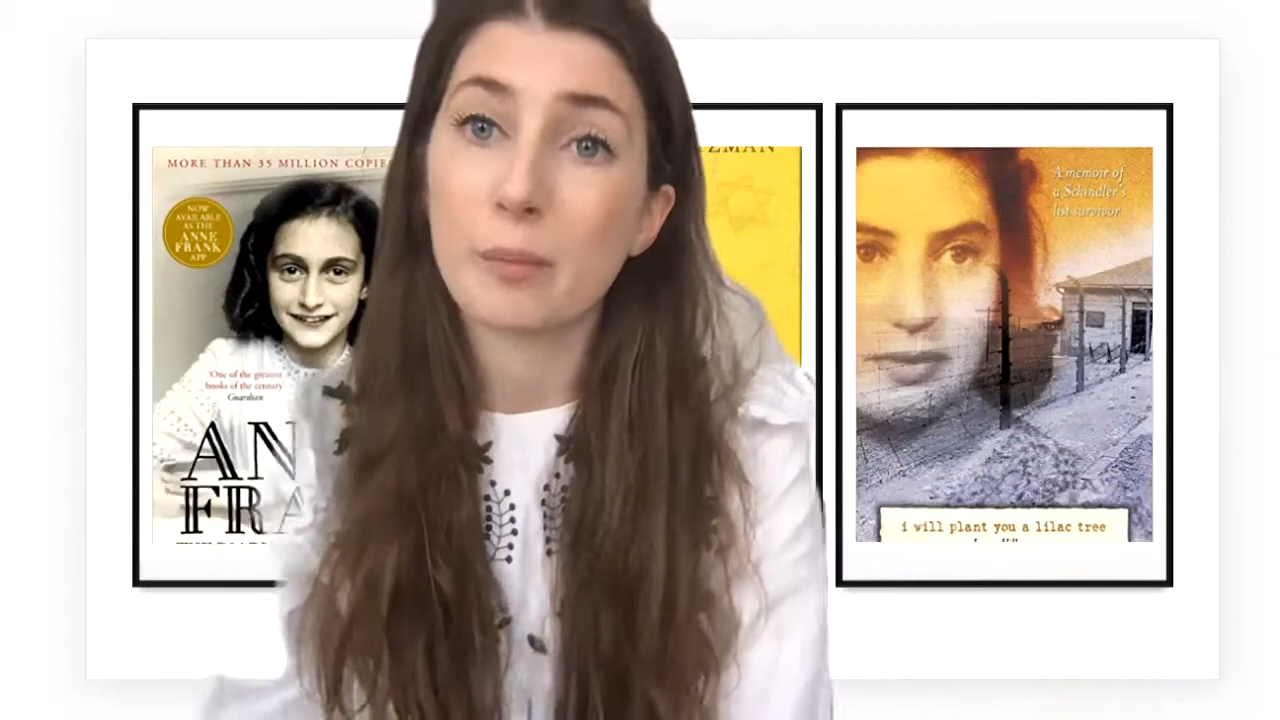 MORE THAN 35 MILLION COPIE
NOW
AVAILABLE
AS THE
ANNE
FRANK
APP
'One of the greatest
books of the century'
Guardian
AN
FRA
ZMAN
A memoir of
a Schindler's
list survivor
i will plant you a lilac tree